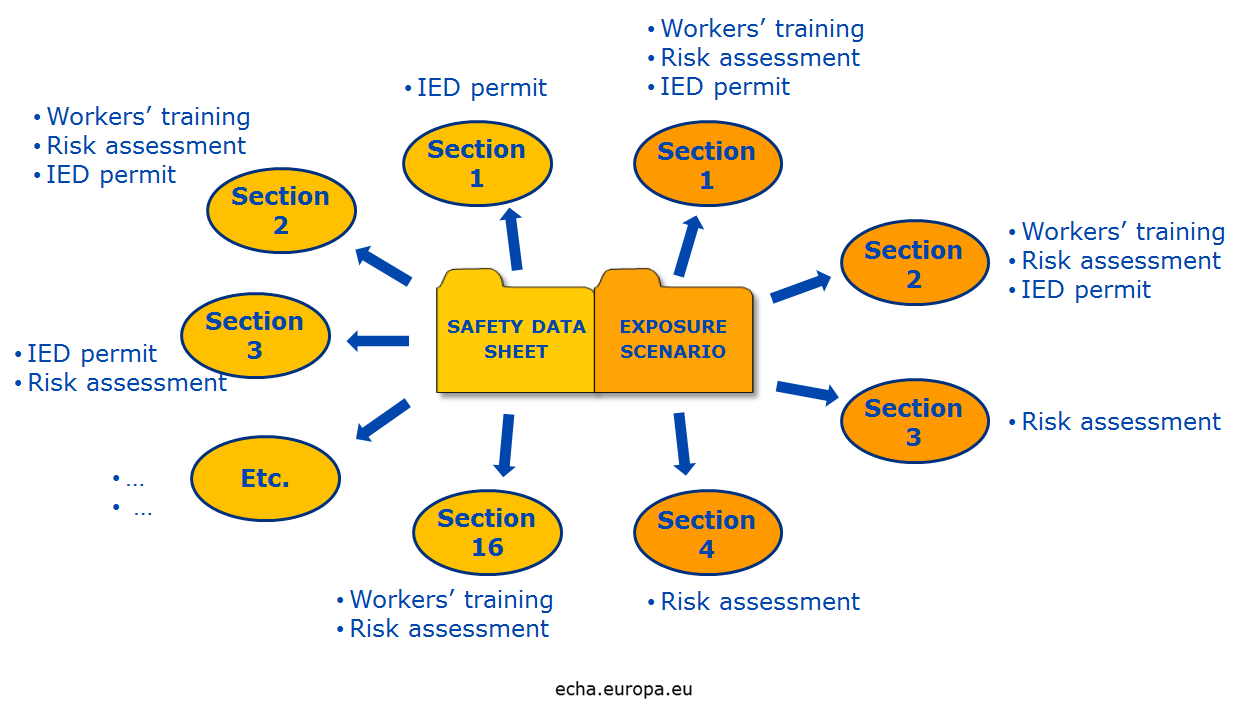 • Workers’ training
• Risk assessment
• IED permit
• IED permit
• Workers’ training
• Risk assessment
• IED permit
Section
1
Section
1
Section
2
Section
2
• Workers’ training
• Risk assessment
• IED permit
Section
3
• IED permit
• Risk assessment
SAFETY DATA
SHEET
EXPOSURE
SCENARIO
Section
3
• Risk assessment
Etc.
• ...
• ...
Section
16
• Workers’ training
• Risk assessment
Section
4
• Risk assessment
echa.europa.eu